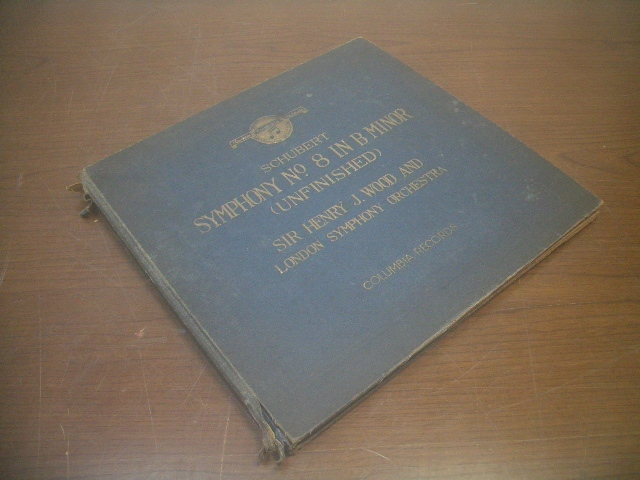 SCHUBERT
SYMPHONY No 8 IN B MINOR
(UNFINISHED)
SIR HENRY J. WOOD AND
LONDON SYMPHONY ORCHESTRA
COLUMBIA RECORDS